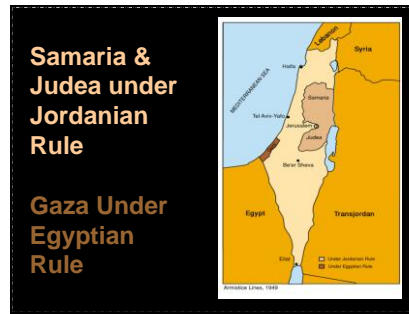 Samaria &
Judea under
Jordanian
Rule
Gaza Under
Egyptian
Rule
Lebanon
Syria
Haifa
MEDITERRANEAN SEA
Samaria
Tel Aviv-Yafo
Jerusalem
Judea
Be'er Sheva
Egypt
Transjordan
Eilat
Under Jordanian Rule
Under Egyptian Rule
Armistice Lines, 1949